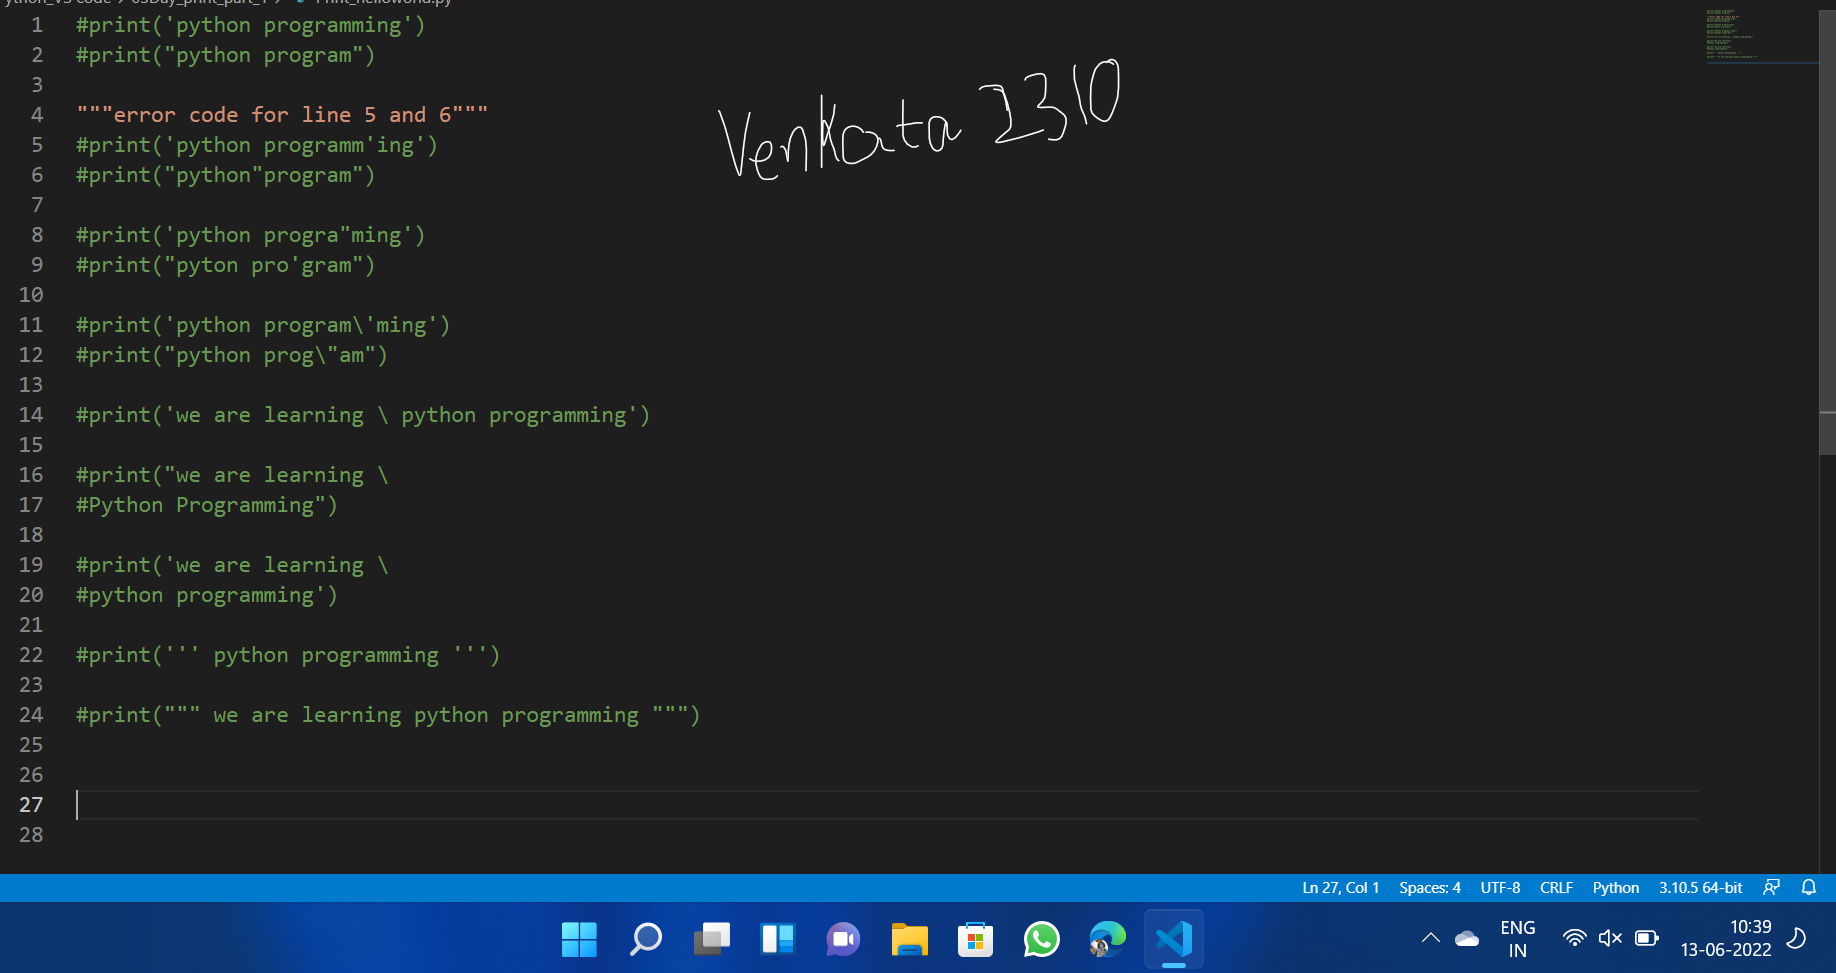 1 #print('python programming')
2 #print("python program")
3
4 """error code for line 5 and 6"""
5 #print('python programm'ing')
6 #print("python"program")
7
8 #print('python progra"ming')
9 #print("pyton pro'gram")
10
11 #print('python program\'ming')
12 #print("python prog\"am")
13
14 #print('we are learning \ python programming')
15
16 #print("we are learning \
17 #Python Programming")
18
19 #print('we are learning \
20 #python programming')
21
22 #print(''' python programming ''')
23
24 #print(""" we are learning python programming """)
25
26
27
28
Venkata 2310
Ln 27, Col 1 Spaces: 4 UTF-8 CRLF Python 3.10.5 64-bit
ENG
IN
10:39
13-06-2022